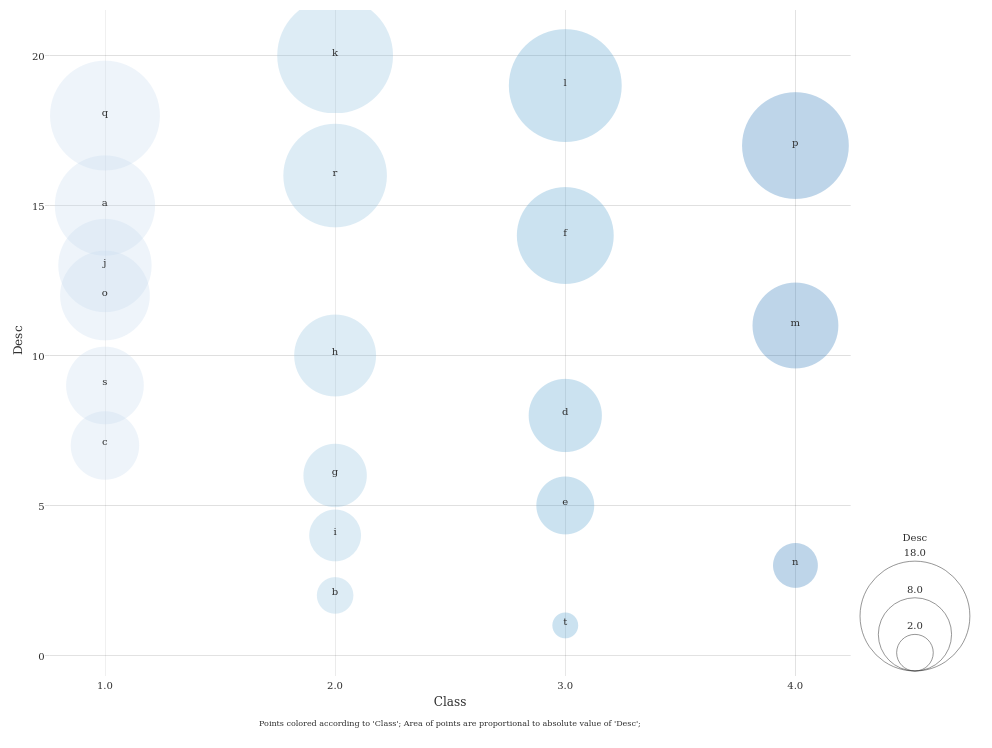 20
15
10
5
0
Desc
k
l
q
p
r
a
f
j
o
m
h
s
d
c
g
e
i
n
b
t
Desc
18.0
8.0
2.0
1.0 2.0 3.0 4.0
Class
Points colored according to 'Class'; Area of points are proportional to absolute value of 'Desc';